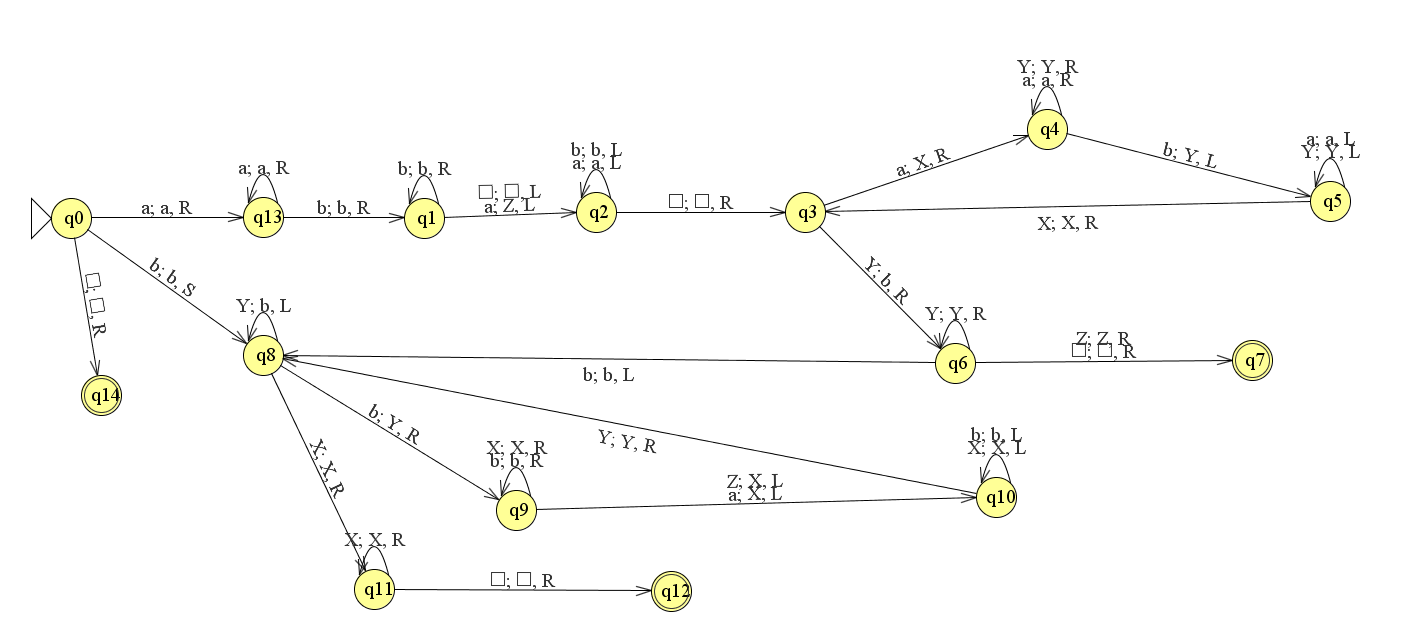 Y; Y, R
a; a, R
q4
a; a, L
Y; Y, L
q5
b; Y, L
a; X, R
X; X, R
b; b, L
a; a, L
q2
□; □, R
q3
a; a, R
q13
b; b, R
q1
□; □, L
a; Z, L
q0
a; a, R
b; b, R
□; □, R
b; b, S
Y; b, R
Y; b, L
q8
Y; Y, R
q6
Z; Z, R
□; □, R
q7
b; b, L
q14
b; Y, R
Y; Y, R
X; X, R
X; X, R
b; b, R
q9
Z; X, L
a; X, L
b; b, L
X; X, L
q10
X; X, R
q11
□; □, R
q12